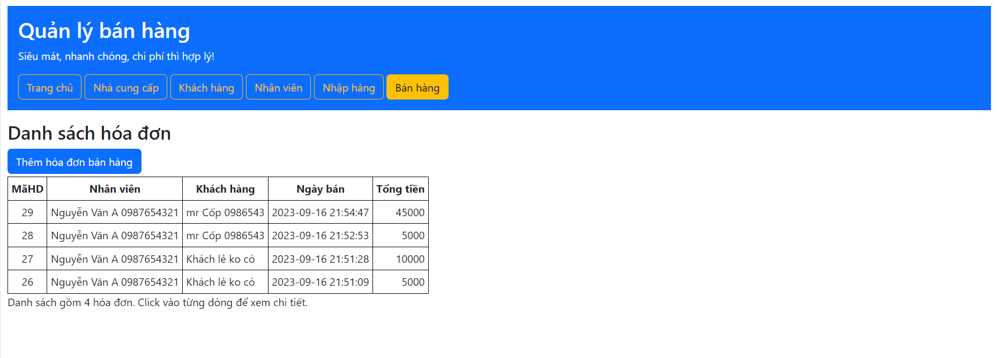 Quản lý bán hàng
Siêu mát, nhanh chóng, chi phí thì hợp lý!
Trang chủ Nhà cung cấp Khách hàng Nhân viên Nhập hàng Bán hàng
Danh sách hóa đơn
Thêm hóa đơn bán hàng
MãHD Nhân viên Khách hàng Ngày bán Tổng tiền
29 Nguyễn Văn A 0987654321 mr Cốp 0986543 2023-09-16 21:54:47 45000
28 Nguyễn Văn A 0987654321 mr Cốp 0986543 2023-09-16 21:52:53 5000
27 Nguyễn Văn A 0987654321 Khách lẻ ko có 2023-09-16 21:51:28 10000
26 Nguyễn Văn A 0987654321 Khách lẻ ko có 2023-09-16 21:51:09 5000
Danh sách gồm 4 hóa đơn. Click vào từng dòng để xem chi tiết.